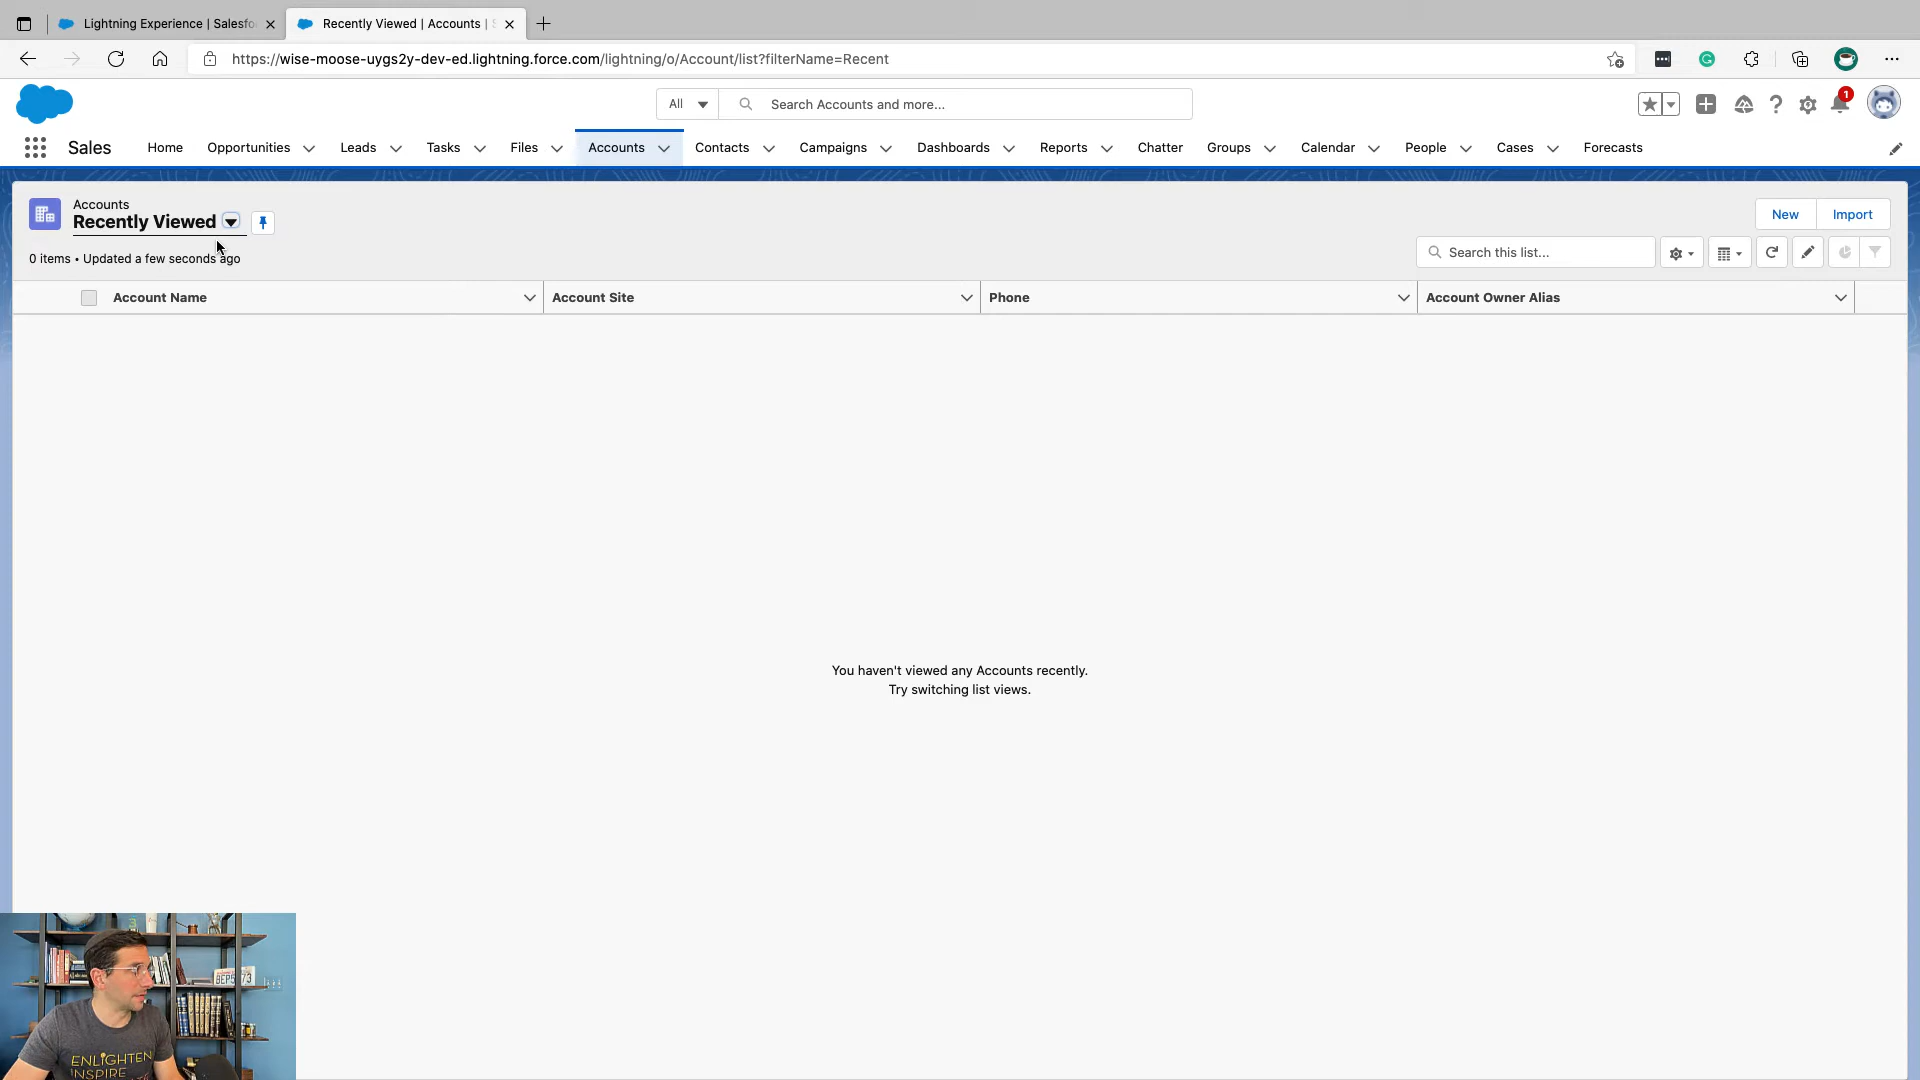 Lightning Experience | Salesfo
Recently Viewed | Accounts | S
https://wise-moose-uygs2y-dev-ed.lightning.force.com/lightning/o/Account/list?filterName=Recent
All
Search Accounts and more...
1
Sales
Home
Opportunities
Leads
Tasks
Files
Accounts
Contacts
Campaigns
Dashboards
Reports
Chatter
Groups
Calendar
People
Cases
Forecasts
Accounts
Recently Viewed
New
Import
0 items • Updated a few seconds ago
Search this list...
Account Name
Account Site
Phone
Account Owner Alias
You haven't viewed any Accounts recently.
Try switching list views.
ENLIGHTEN
INSPIRE